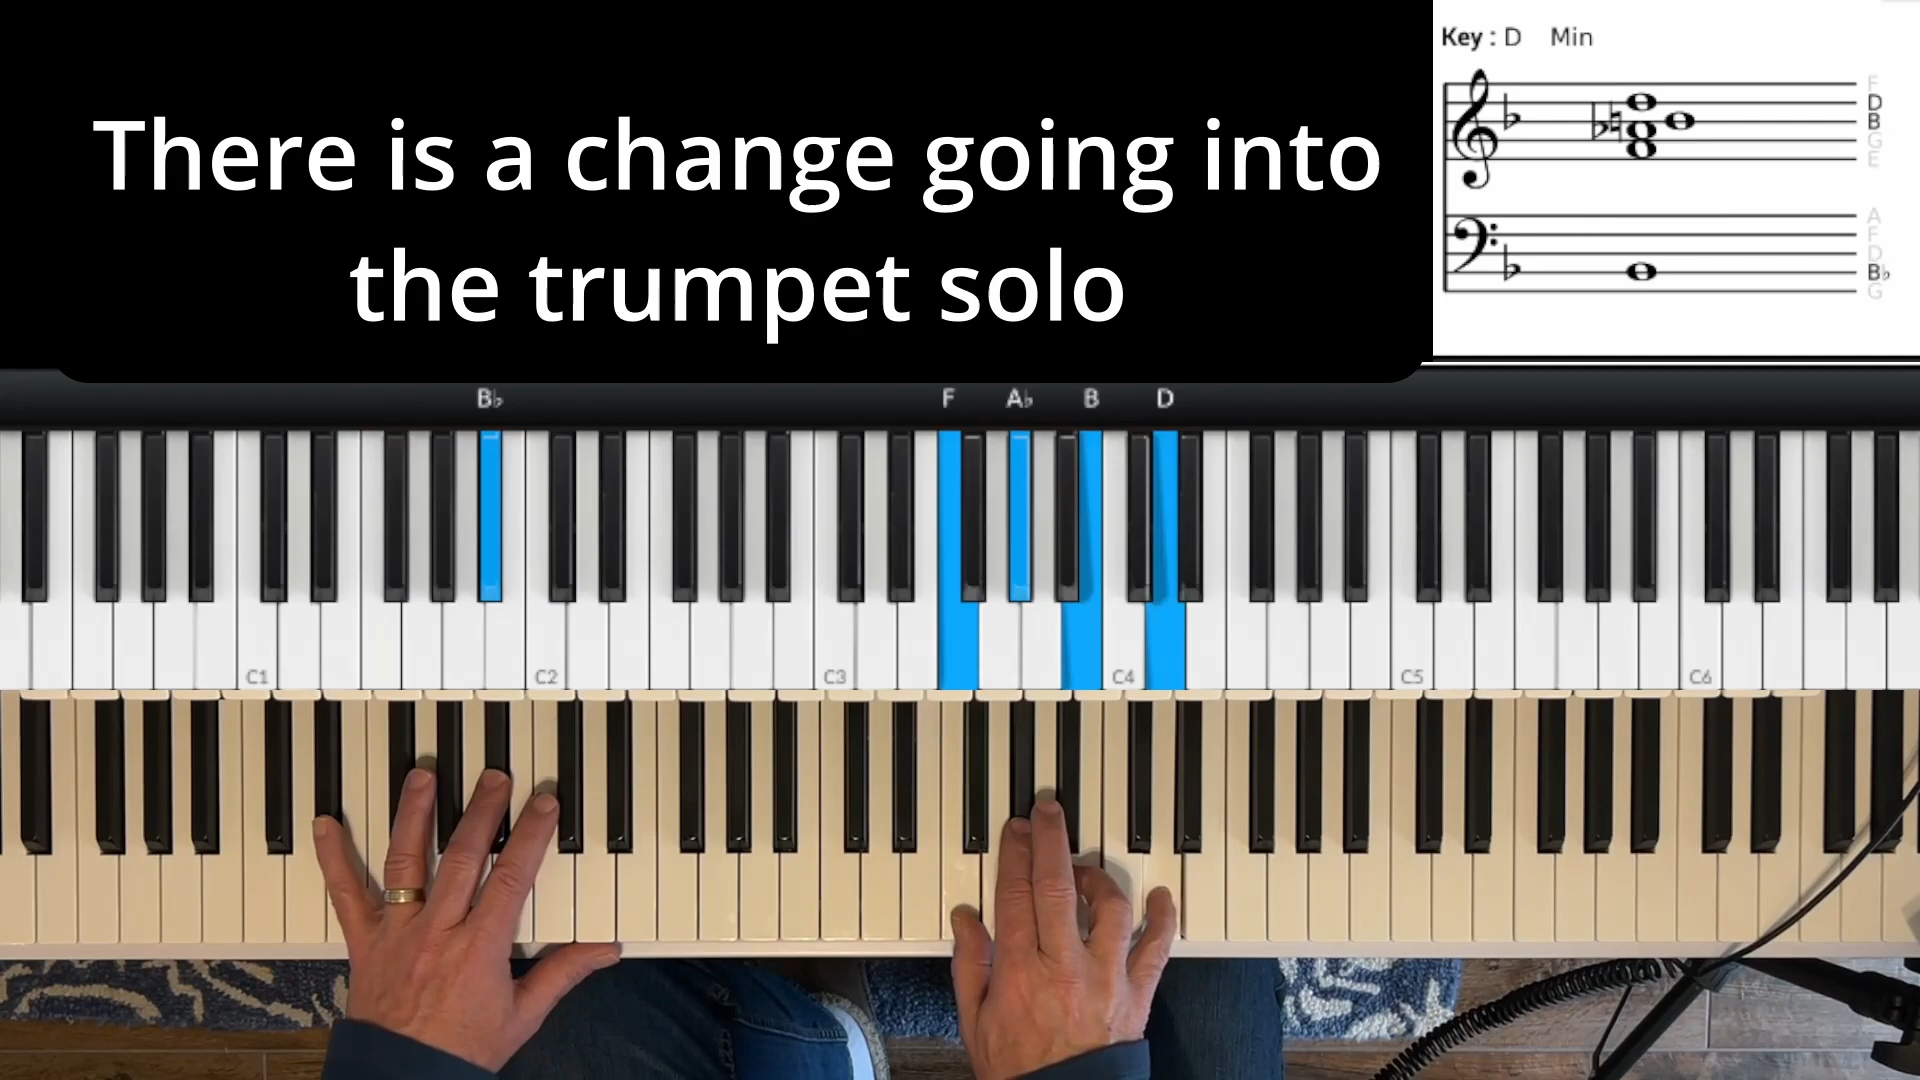 There is a change going into
the trumpet solo
Key : D Min
F
D
B
G
E
A
F
D
B♭
G
B♭ F A♭ B D
C1 C2 C3 C4 C5 C6